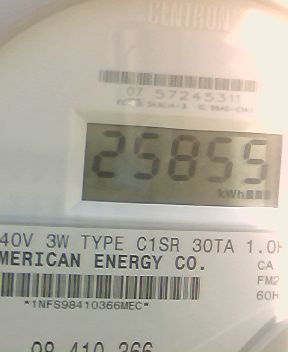 CENTRON
07 57245311
25855
kWh
40V 3W TYPE C1SR 30TA 1.0
MERICAN ENERGY CO.
CA
FM2
60H
*1NFS98410366MEC*
98 410 366